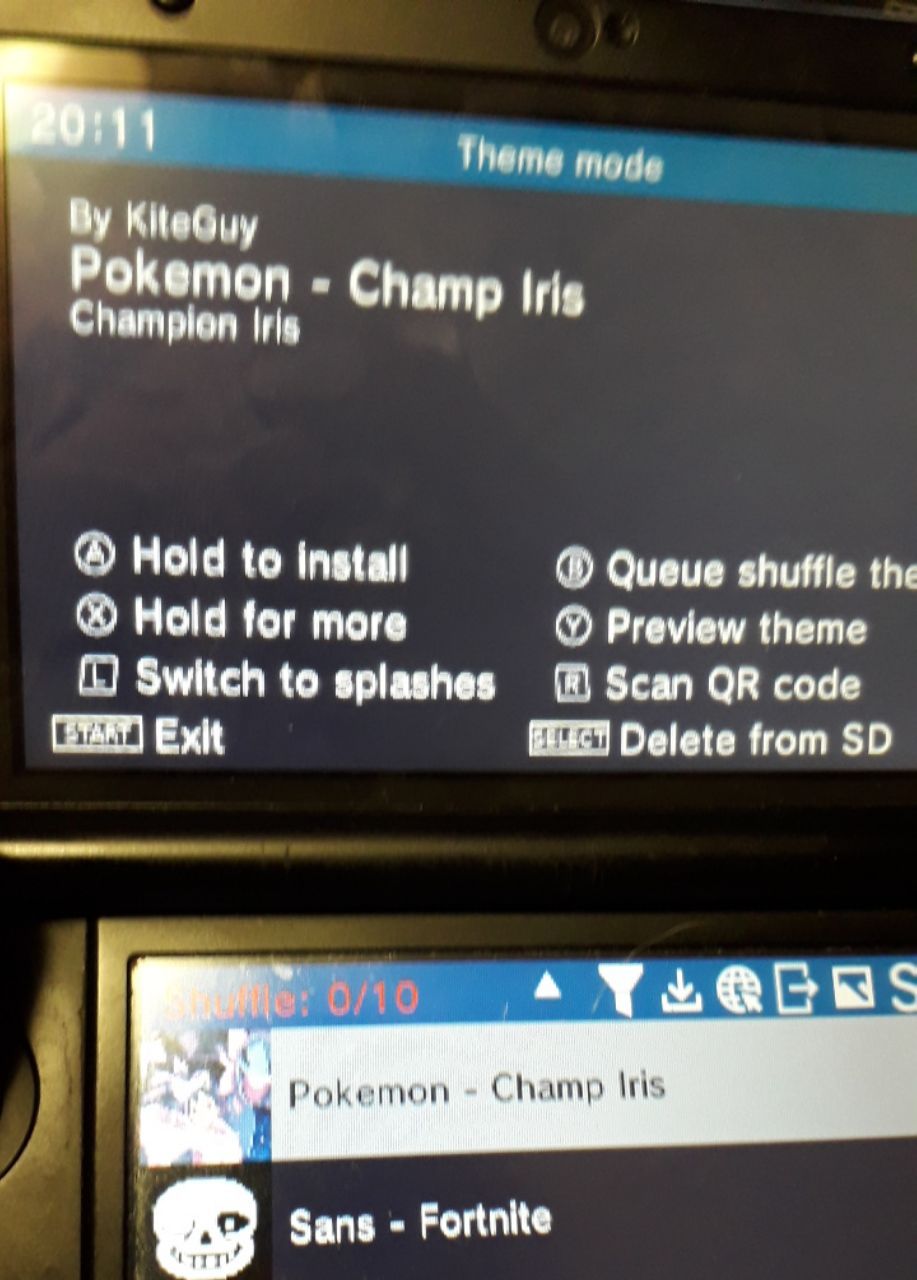 20:11
Theme mode
By KiteGuy
Pokemon - Champ Iris
Champion Iris
Ⓐ Hold to install
Ⓑ Queue shuffle the
Ⓧ Hold for more
Ⓨ Preview theme
L Switch to splashes
R Scan QR code
START Exit
SELECT Delete from SD
Shuffle: 0/10
Pokemon - Champ Iris
Sans - Fortnite